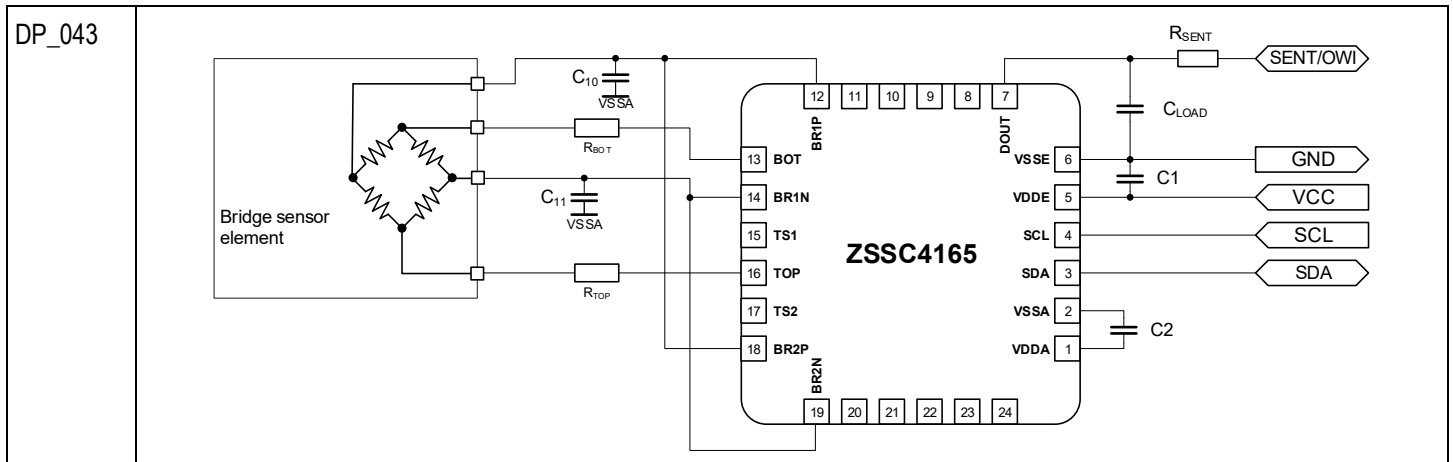 DP_043
RSENT
SENT/OWI
C10
VSSA
12
11
10
9
8
7
BR1P
DOUT
CLOAD
RBOT
13 BOT
VSSE 6
GND
C1
C11
VSSA
14 BR1N
VDDE 5
VCC
Bridge sensor
element
15 TS1
ZSSC4165
SCL 4
SCL
16 TOP
SDA 3
SDA
RTOP
17 TS2
VSSA 2
C2
18 BR2P
VDDA 1
BR2N
19
20
21
22
23
24